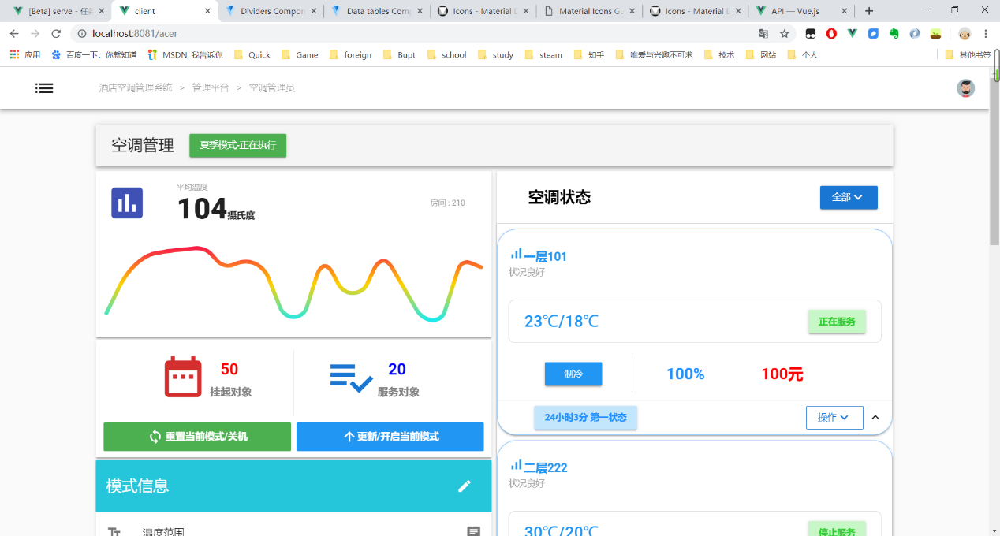 [Beta] serve - 任务
client
Dividers Compon
Data tables Comp
Icons - Material D
Material Icons Gu
Icons - Material D
API — Vue.js
localhost:8081/acer
应用
百度一下，你就知道
MSDN, 我告诉你
Quick
Game
foreign
Bupt
school
study
steam
知乎
唯爱与兴趣不可求
技术
网站
个人
其他书签
酒店空调管理系统 > 管理平台 > 空调管理员
空调管理
夏季模式-正在执行
平均温度
104摄氏度
房间 : 210
50
挂起对象
20
服务对象
重置当前模式/关机
更新/开启当前模式
模式信息
温度范围
空调状态
全部
一层101
状况良好
23℃/18℃
正在服务
制冷
100%
100元
24小时3分 第一状态
操作
二层222
状况良好
30℃/20℃
停止服务